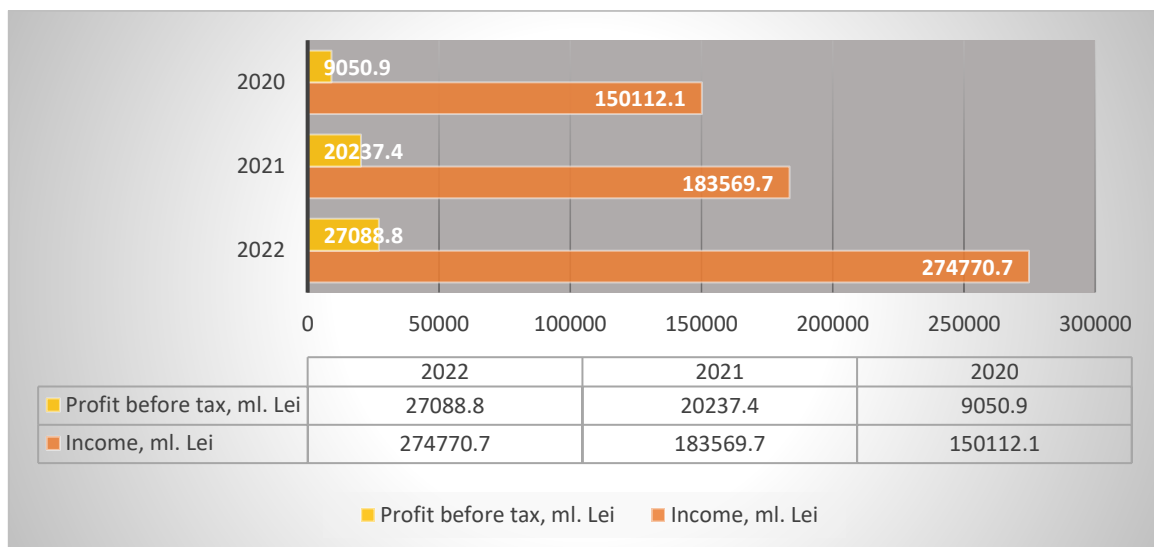 2020
9050.9
150112.1
2021
20237.4
183569.7
2022
27088.8
274770.7
0 50000 100000 150000 200000 250000 300000
2022 2021 2020
Profit before tax, ml. Lei 27088.8 20237.4 9050.9
Income, ml. Lei 274770.7 183569.7 150112.1
Profit before tax, ml. Lei Income, ml. Lei